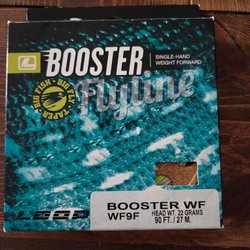 L
BOOSTER
SINGLE-HAND
WEIGHT FORWARD
Flyline
BIG FISH - BIG FLY TAPER
BOOSTER WF
WF9F
HEAD WT. 22 GRAMS
90 FT. / 27 M.
LOOP